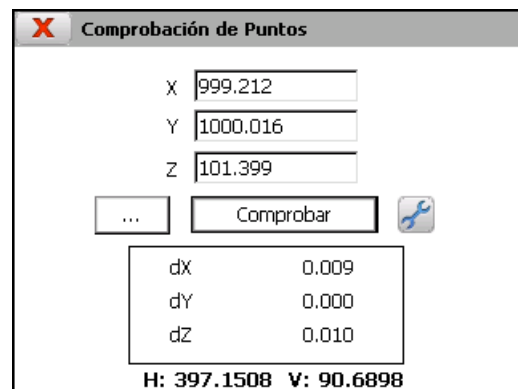 X Comprobación de Puntos
X 999.212
Y 1000.016
Z 101.399
... Comprobar
dX 0.009
dY 0.000
dZ 0.010
H: 397.1508 V: 90.6898